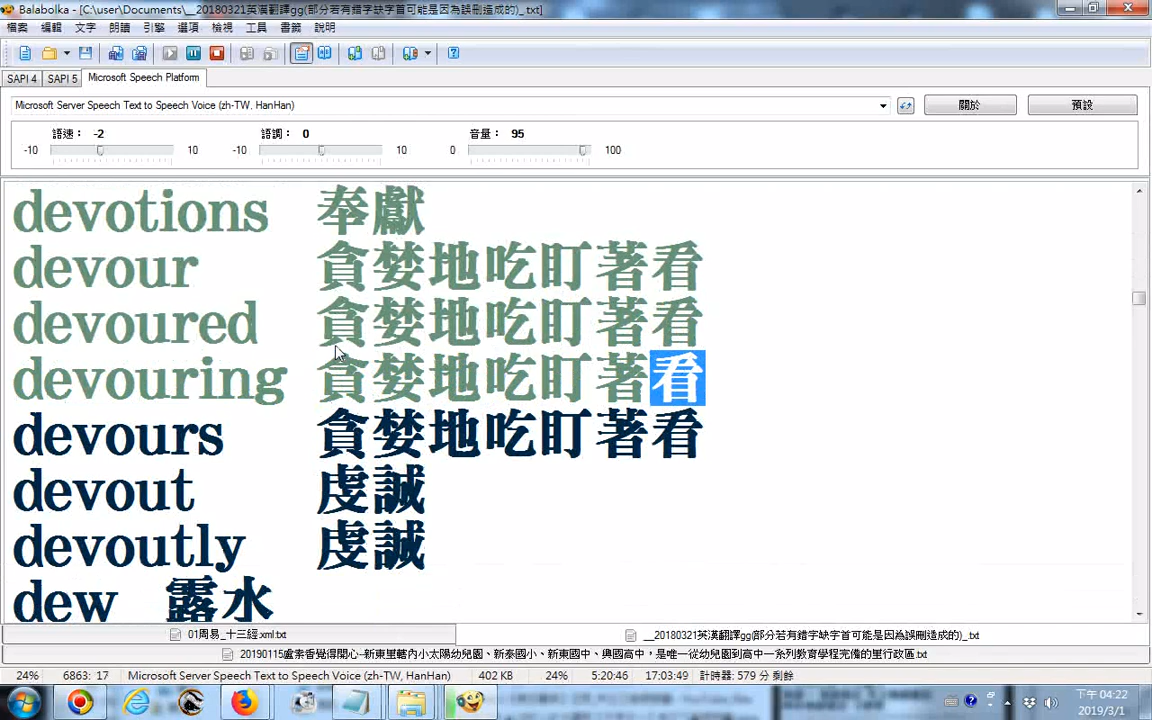 Balabolka - [C:\user\Documents\__20180321英漢翻譯gg(部分若有錯字缺字首可能是因為誤刪造成的)_.txt]
檔案 編輯 文字 朗讀 引擎 選項 檢視 工具 書籤 說明
SAPI 4 SAPI 5 Microsoft Speech Platform
Microsoft Server Speech Text to Speech Voice (zh-TW, HanHan) 關於 預設
語速： -2 語調： 0 音量： 95
-10 10 -10 10 0 100
devotions 奉獻
devour 貪婪地吃盯著看
devoured 貪婪地吃盯著看
devouring 貪婪地吃盯著看
devours 貪婪地吃盯著看
devout 虔誠
devoutly 虔誠
dew 露水
01周易_十三經.xml.txt __20180321英漢翻譯gg(部分若有錯字缺字首可能是因為誤刪造成的)_.txt
20190115盧素香覺得開心-新東里轄內小太陽幼兒園、新泰國小、新東國中、興國高中，是唯一從幼兒園到高中一系列教育學程完備的里行政區.txt
24% 6863: 17 Microsoft Server Speech Text to Speech Voice (zh-TW, HanHan) 402 KB 24% 5:20:46 17:03:49 計時器: 579 分 剩餘
下午 04:22
2019/3/1